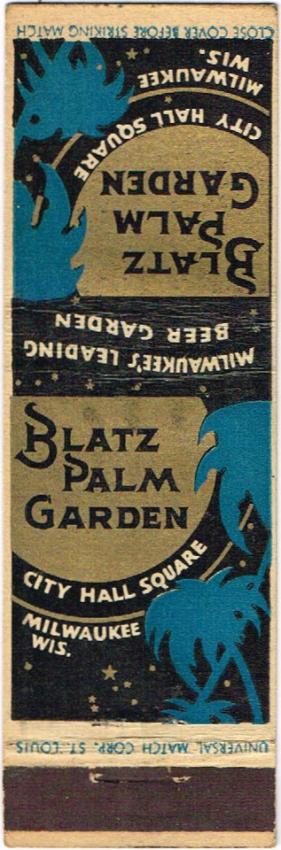 CLOSE COVER BEFORE STRIKING MATCH
BLATZ
PALM
GARDEN
CITY HALL SQUARE
MILWAUKEE
WIS.
MILWAUKEE'S LEADING
BEER GARDEN
BLATZ
PALM
GARDEN
CITY HALL SQUARE
MILWAUKEE
WIS.
UNIVERSAL MATCH CORP. ST. LOUIS